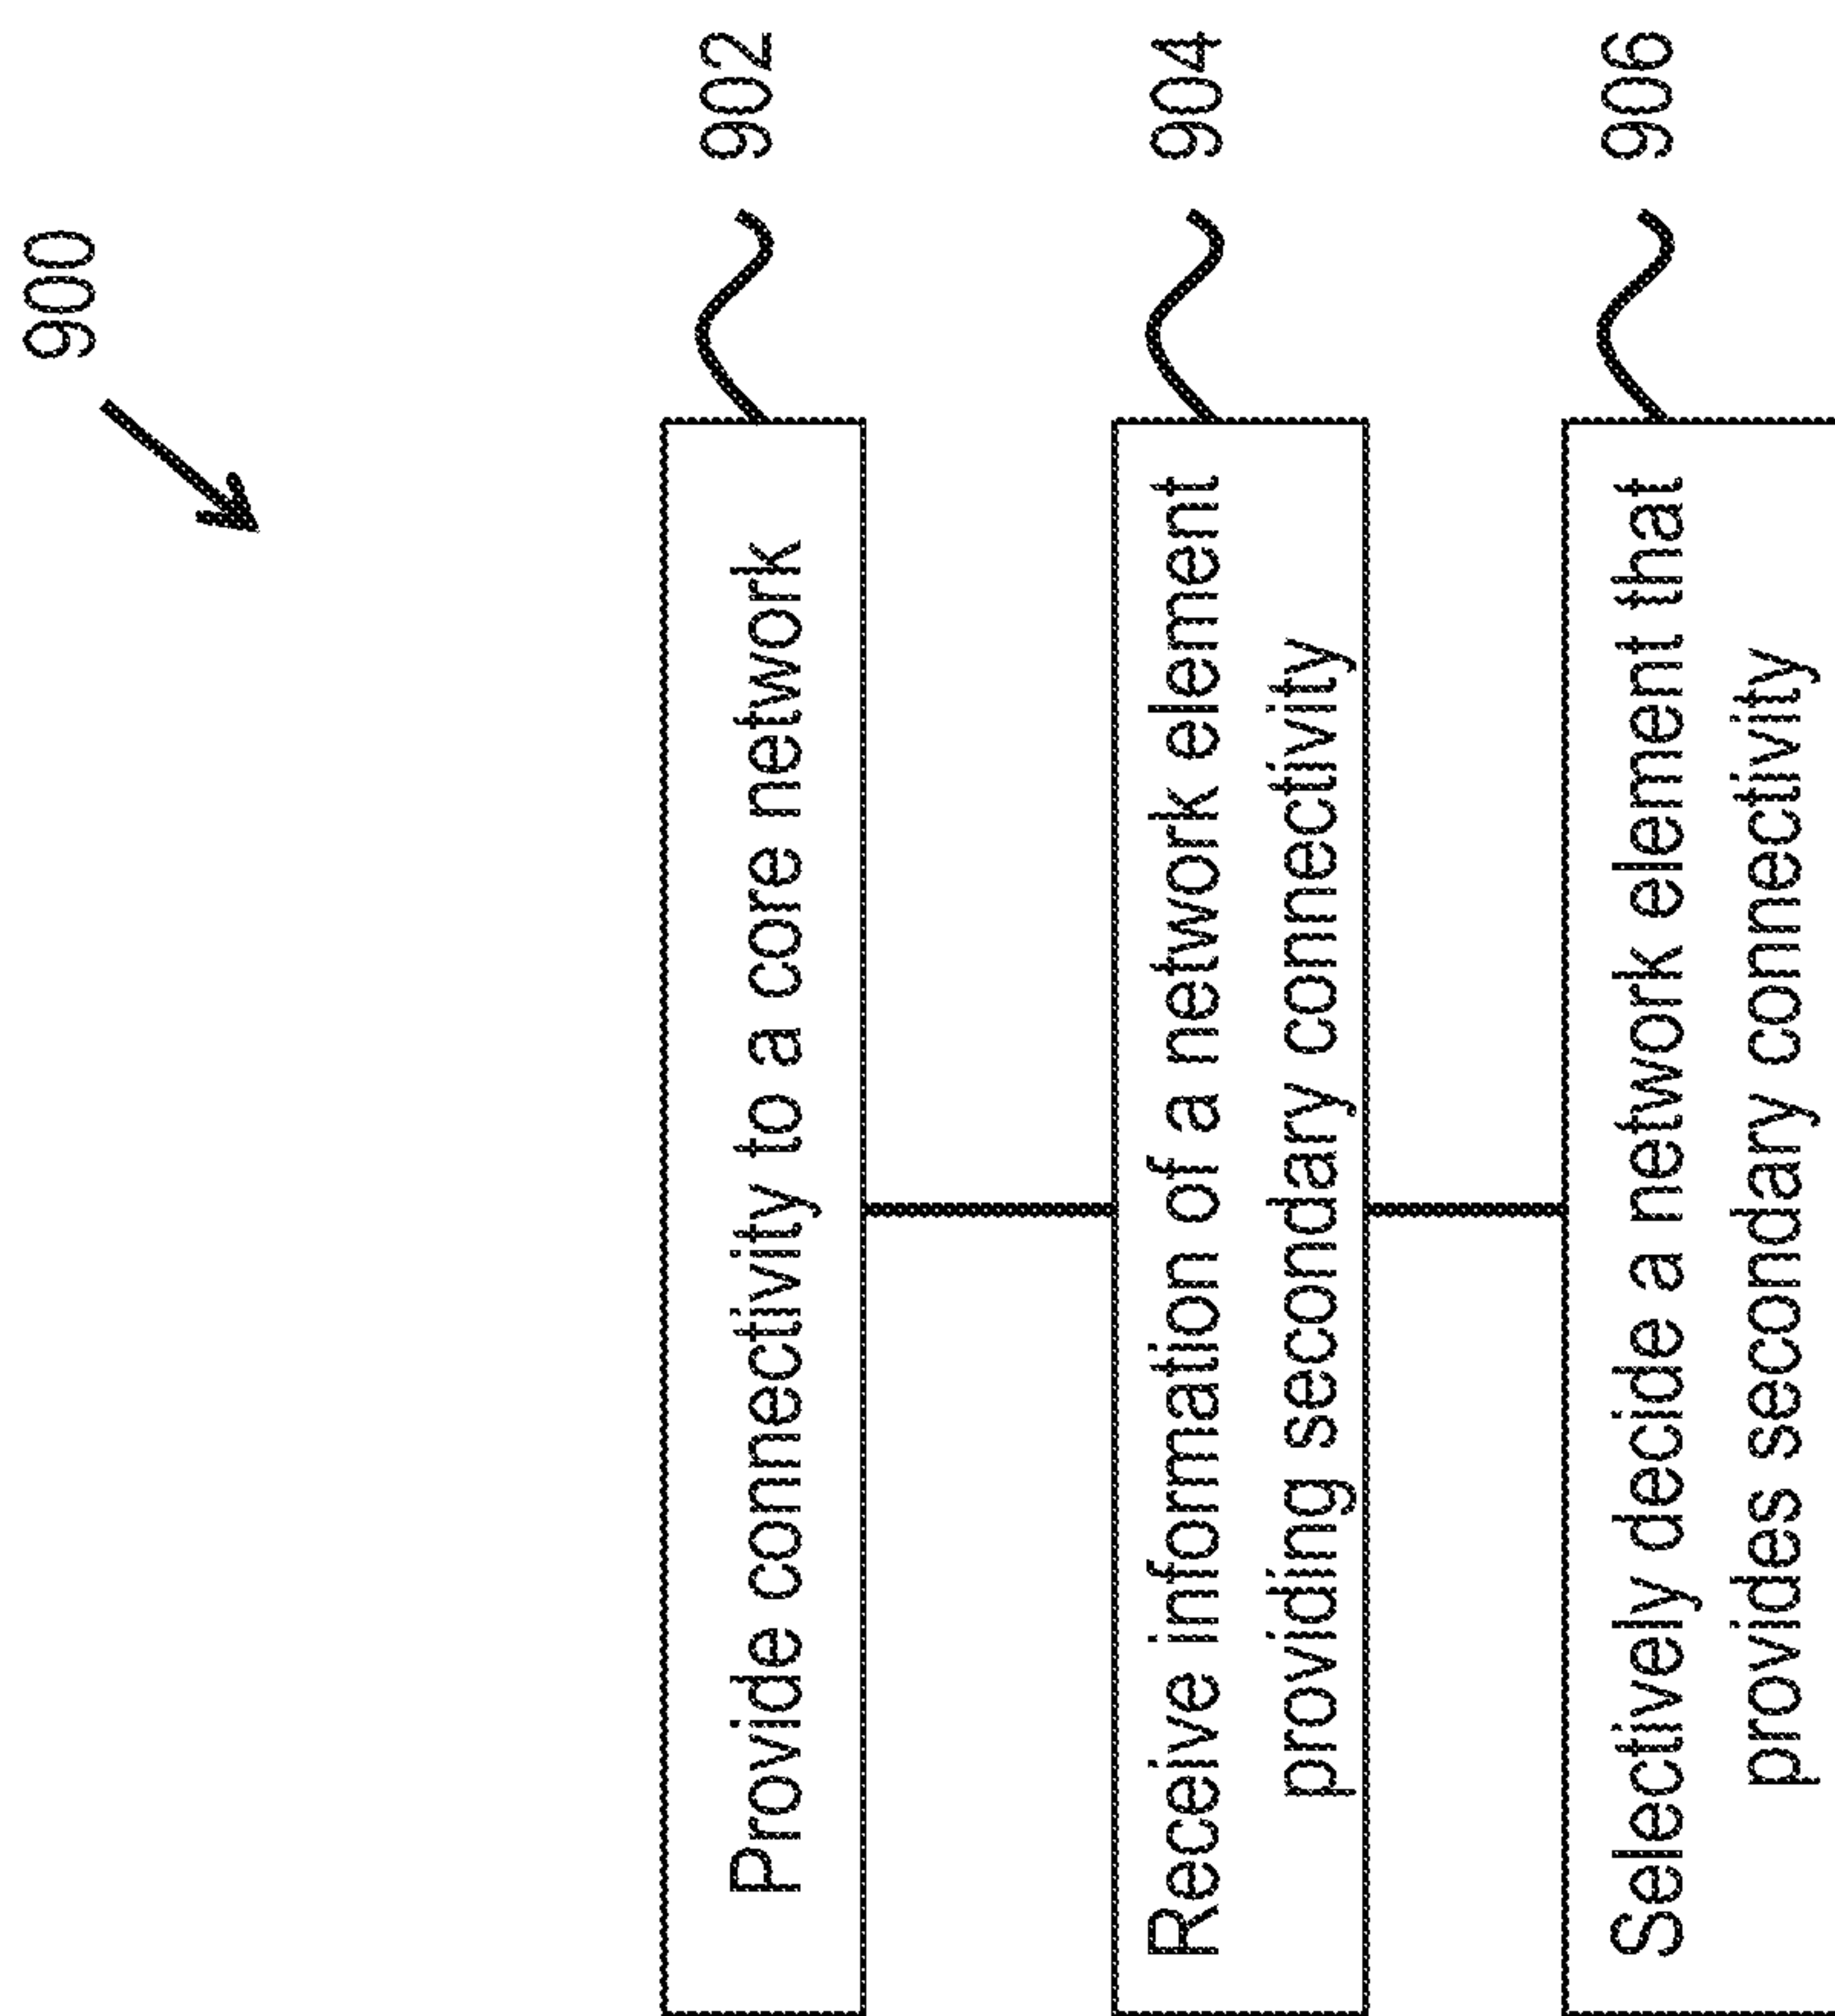 900
Provide connectivity to a core network
902
Receive information of a network element
providing secondary connectivity
904
Selectively decide a network element that
provides secondary connectivity
906